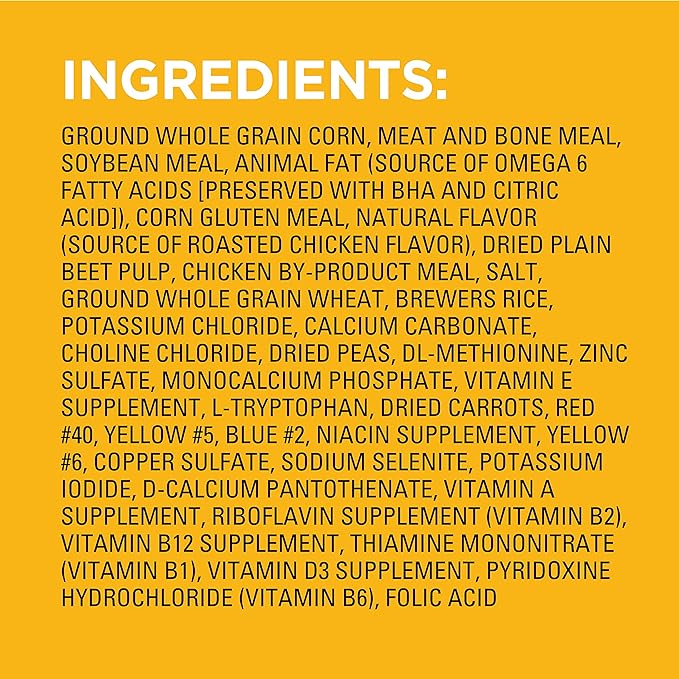 INGREDIENTS:
GROUND WHOLE GRAIN CORN, MEAT AND BONE MEAL,
SOYBEAN MEAL, ANIMAL FAT (SOURCE OF OMEGA 6
FATTY ACIDS [PRESERVED WITH BHA AND CITRIC
ACID]), CORN GLUTEN MEAL, NATURAL FLAVOR
(SOURCE OF ROASTED CHICKEN FLAVOR), DRIED PLAIN
BEET PULP, CHICKEN BY-PRODUCT MEAL, SALT,
GROUND WHOLE GRAIN WHEAT, BREWERS RICE,
POTASSIUM CHLORIDE, CALCIUM CARBONATE,
CHOLINE CHLORIDE, DRIED PEAS, DL-METHIONINE, ZINC
SULFATE, MONOCALCIUM PHOSPHATE, VITAMIN E
SUPPLEMENT, L-TRYPTOPHAN, DRIED CARROTS, RED
#40, YELLOW #5, BLUE #2, NIACIN SUPPLEMENT, YELLOW
#6, COPPER SULFATE, SODIUM SELENITE, POTASSIUM
IODIDE, D-CALCIUM PANTOTHENATE, VITAMIN A
SUPPLEMENT, RIBOFLAVIN SUPPLEMENT (VITAMIN B2),
VITAMIN B12 SUPPLEMENT, THIAMINE MONONITRATE
(VITAMIN B1), VITAMIN D3 SUPPLEMENT, PYRIDOXINE
HYDROCHLORIDE (VITAMIN B6), FOLIC ACID